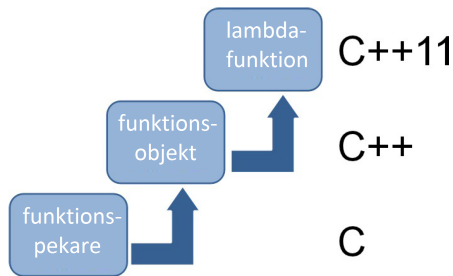 lambda-
funktion
C++11
funktions-
objekt
C++
funktions-
pekare
C